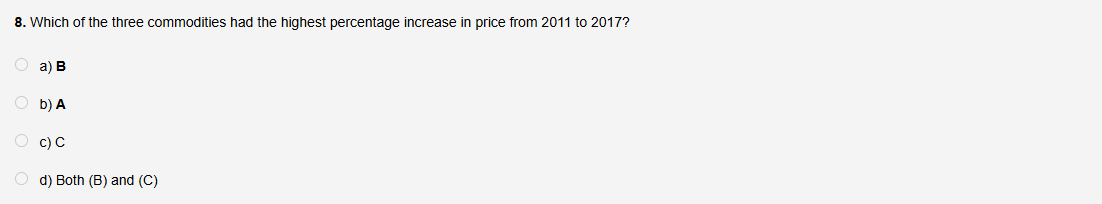 8. Which of the three commodities had the highest percentage increase in price from 2011 to 2017?
a) B
b) A
c) C
d) Both (B) and (C)